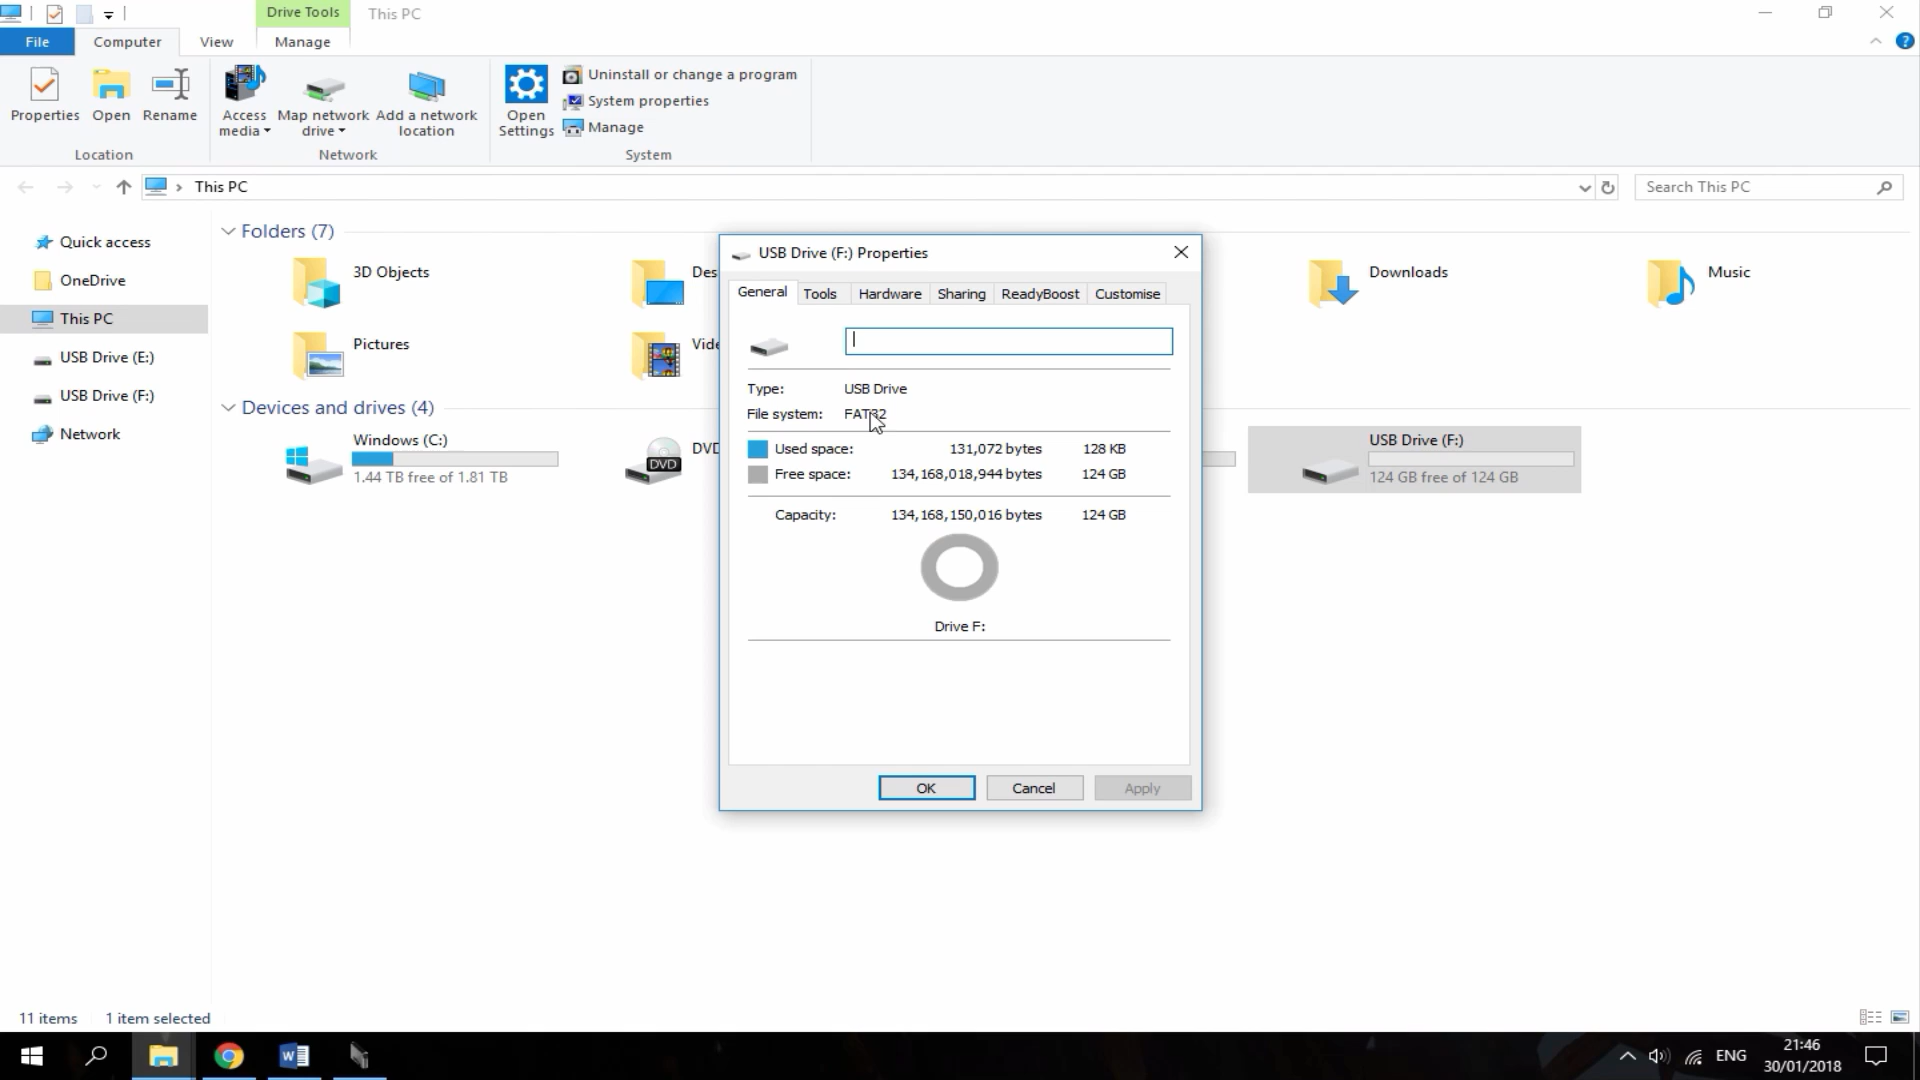 Drive Tools This PC
File Computer View Manage
Properties Open Rename
Access media Map network drive Add a network location
Open Settings
Uninstall or change a program
System properties
Manage
Location Network System
This PC
Search This PC
Quick access
OneDrive
This PC
USB Drive (E:)
USB Drive (F:)
Network
Folders (7)
3D Objects
Des
Downloads
Music
Pictures
Vide
Devices and drives (4)
Windows (C:)
1.44 TB free of 1.81 TB
DVD
DVD
USB Drive (F:)
124 GB free of 124 GB
USB Drive (F:) Properties
General Tools Hardware Sharing ReadyBoost Customise
Type: USB Drive
File system: FAT32
Used space: 131,072 bytes 128 KB
Free space: 134,168,018,944 bytes 124 GB
Capacity: 134,168,150,016 bytes 124 GB
Drive F:
OK Cancel Apply
11 items 1 item selected
ENG
21:46
30/01/2018